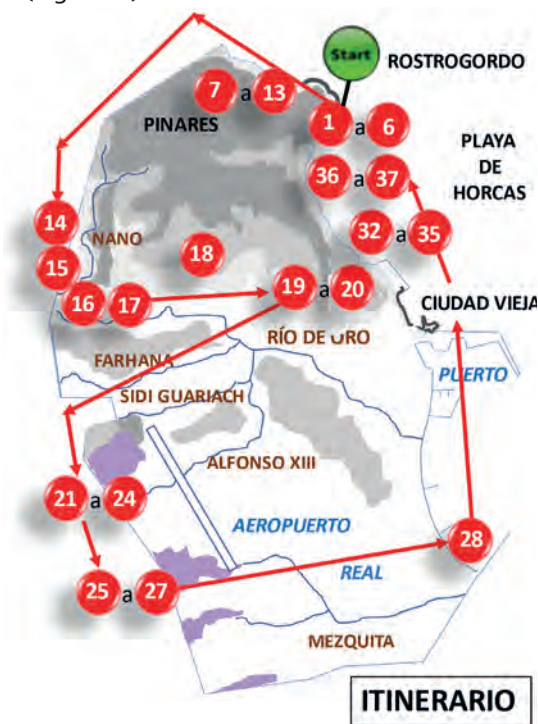 Start
ROSTROGORDO
7 a 13
PINARES
1 a 6
PLAYA
DE
HORCAS
36 a 37
14
NANO
32 a 35
18
15
16 17
19 a 20
CIUDAD VIEJA
RÍO DE ORO
FARHANA
PUERTO
SIDI GUARIACH
ALFONSO XIII
21 a 24
AEROPUERTO
28
REAL
25 a 27
MEZQUITA
ITINERARIO